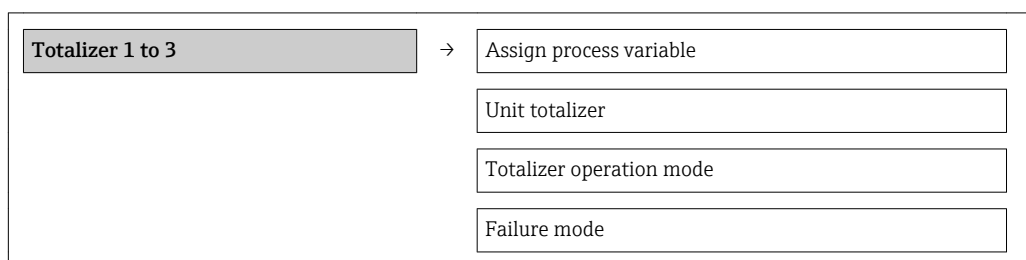 Totalizer 1 to 3 → Assign process variable
Unit totalizer
Totalizer operation mode
Failure mode